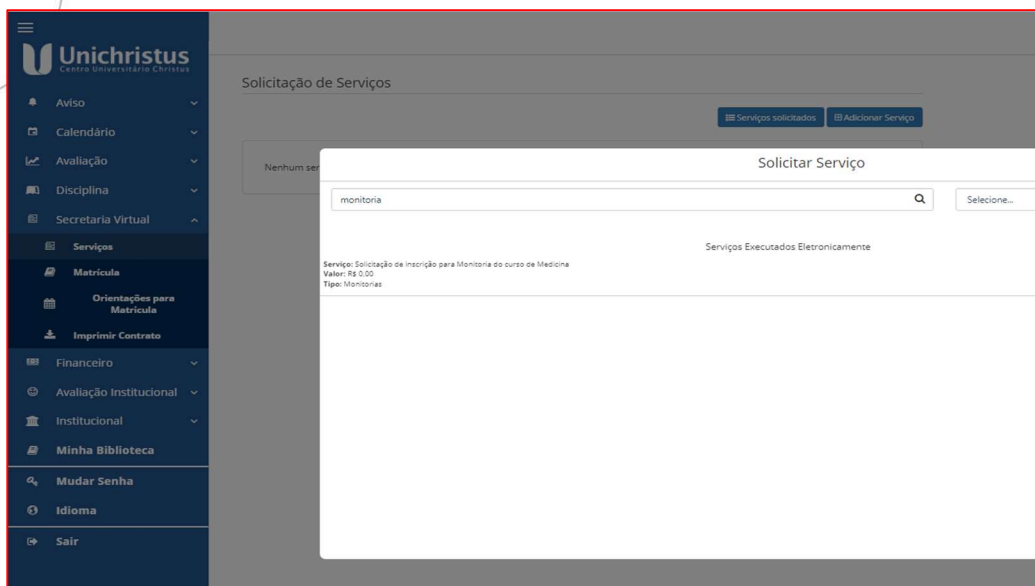 Unichristus
Centro Universitário Christus
Aviso
Calendário
Avaliação
Disciplina
Secretaria Virtual
Serviços
Matrícula
Orientações para
Matrícula
Imprimir Contrato
Financeiro
Avaliação Institucional
Institucional
Minha Biblioteca
Mudar Senha
Idioma
Sair
Solicitação de Serviços
Serviços solicitados
Adicionar Serviço
Nenhum ser
Solicitar Serviço
monitoria
Selecione...
Serviços Executados Eletronicamente
Serviço: Solicitação de inscrição para Monitoria do curso de Medicina
Valor: R$ 0.00
Tipo: Monitorias